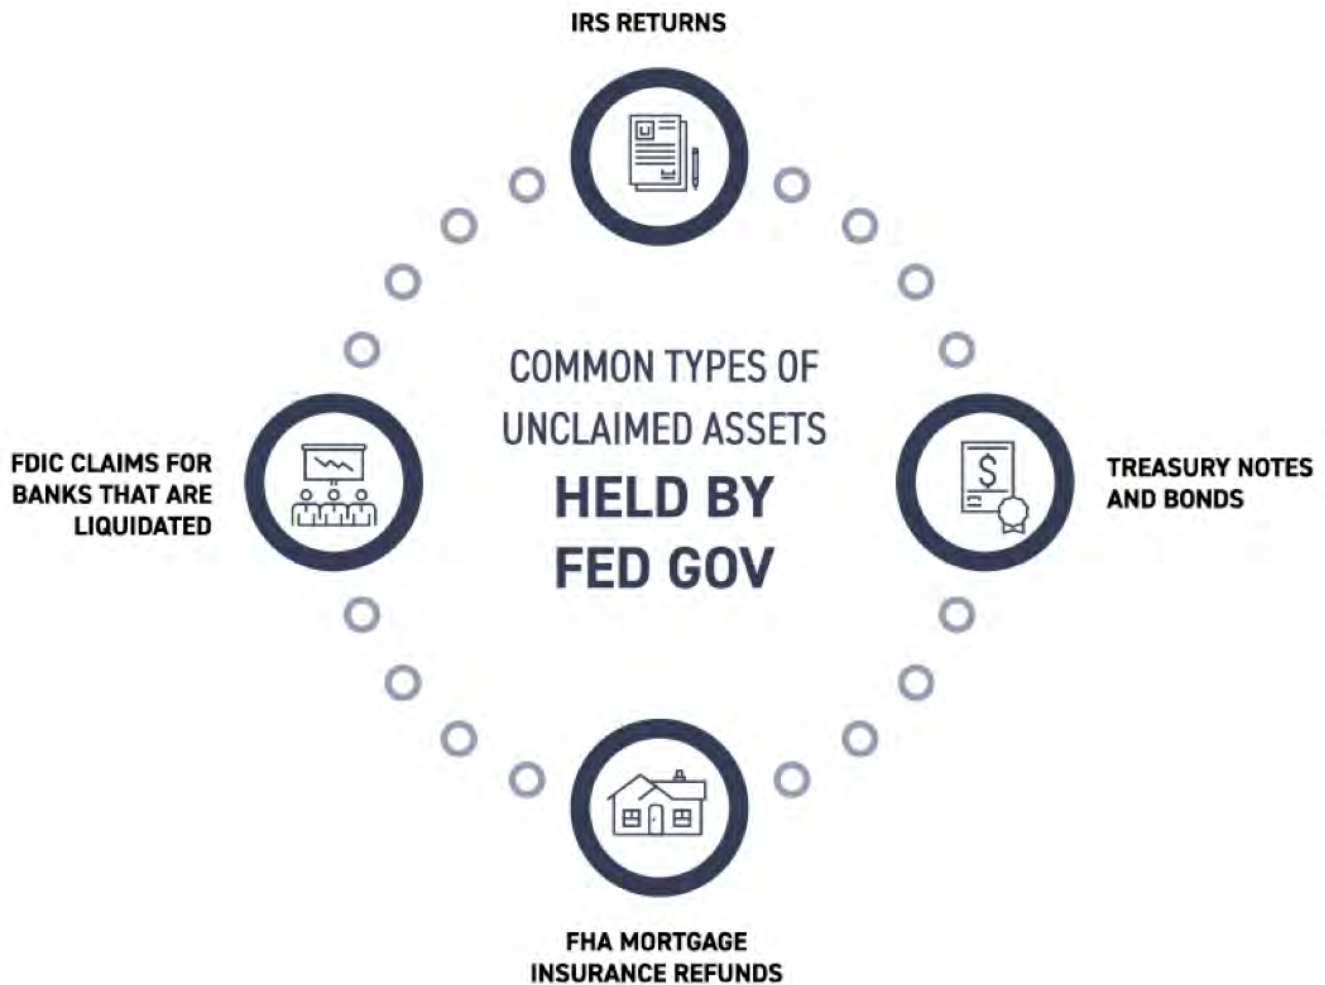 IRS RETURNS
COMMON TYPES OF
UNCLAIMED ASSETS
HELD BY
FED GOV
FDIC CLAIMS FOR
BANKS THAT ARE
LIQUIDATED
TREASURY NOTES
AND BONDS
FHA MORTGAGE
INSURANCE REFUNDS